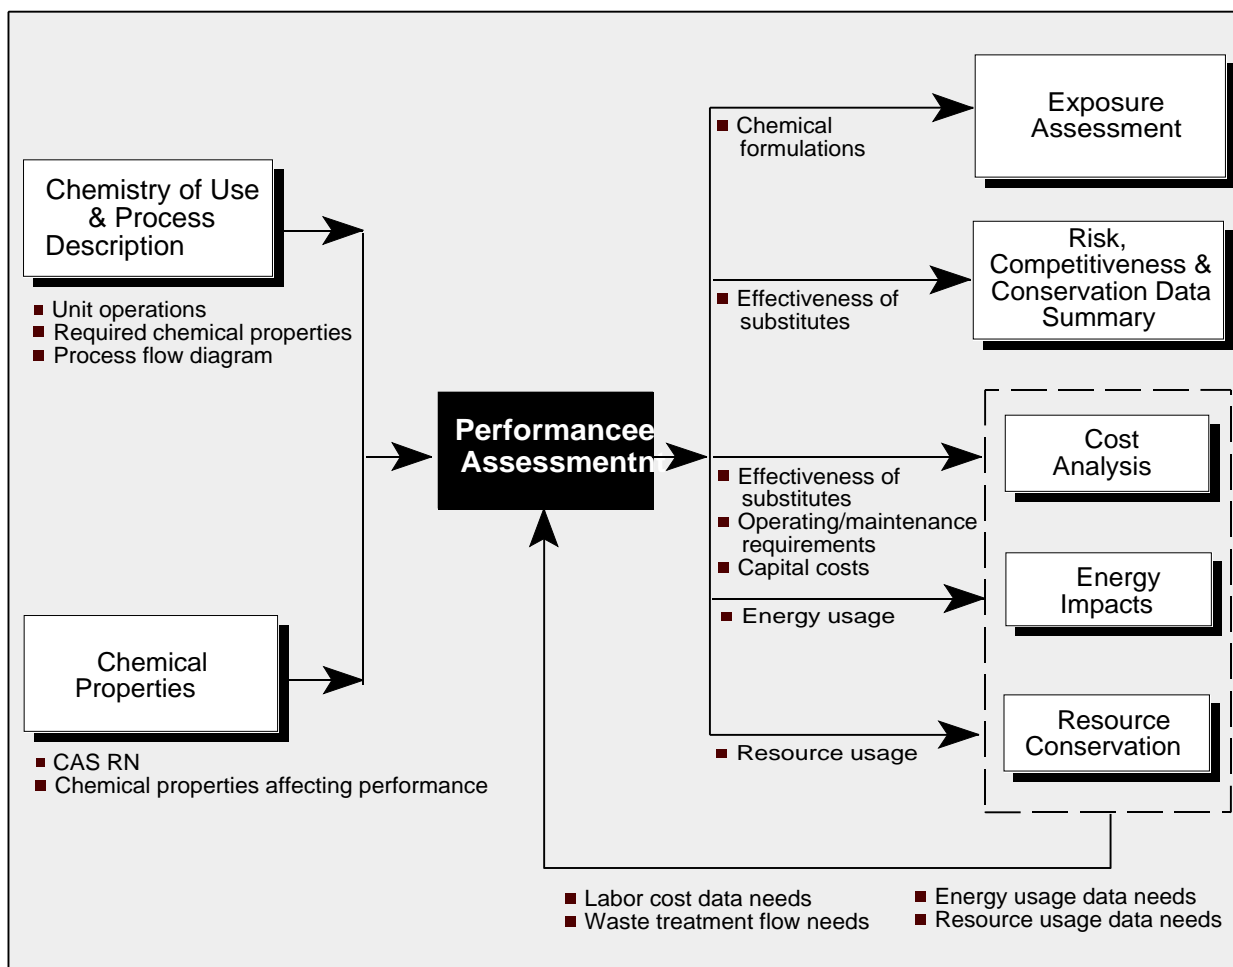 Chemistry of Use
& Process
Description
■ Unit operations
■ Required chemical properties
■ Process flow diagram
Chemical
Properties
■ CAS RN
■ Chemical properties affecting performance
Performancee
Assessmentnt
■ Chemical
formulations
Exposure
Assessment
■ Effectiveness of
substitutes
Risk,
Competitiveness &
Conservation Data
Summary
■ Effectiveness of
substitutes
■ Operating/maintenance
requirements
■ Capital costs
Cost
Analysis
■ Energy usage
Energy
Impacts
■ Resource usage
Resource
Conservation
■ Labor cost data needs
■ Waste treatment flow needs
■ Energy usage data needs
■ Resource usage data needs